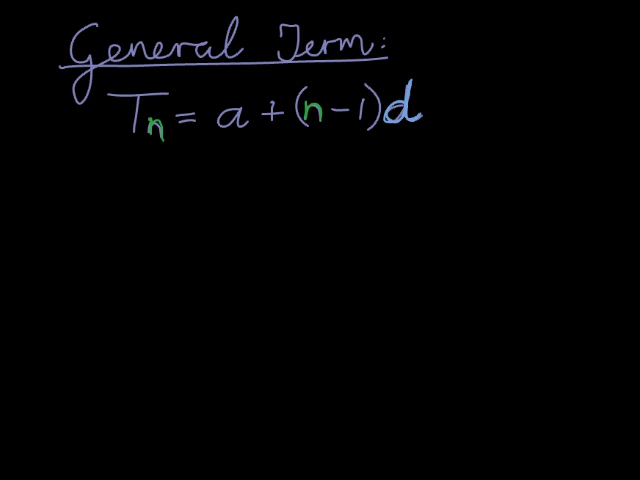 General Term:
Tn = a + (n - 1)d